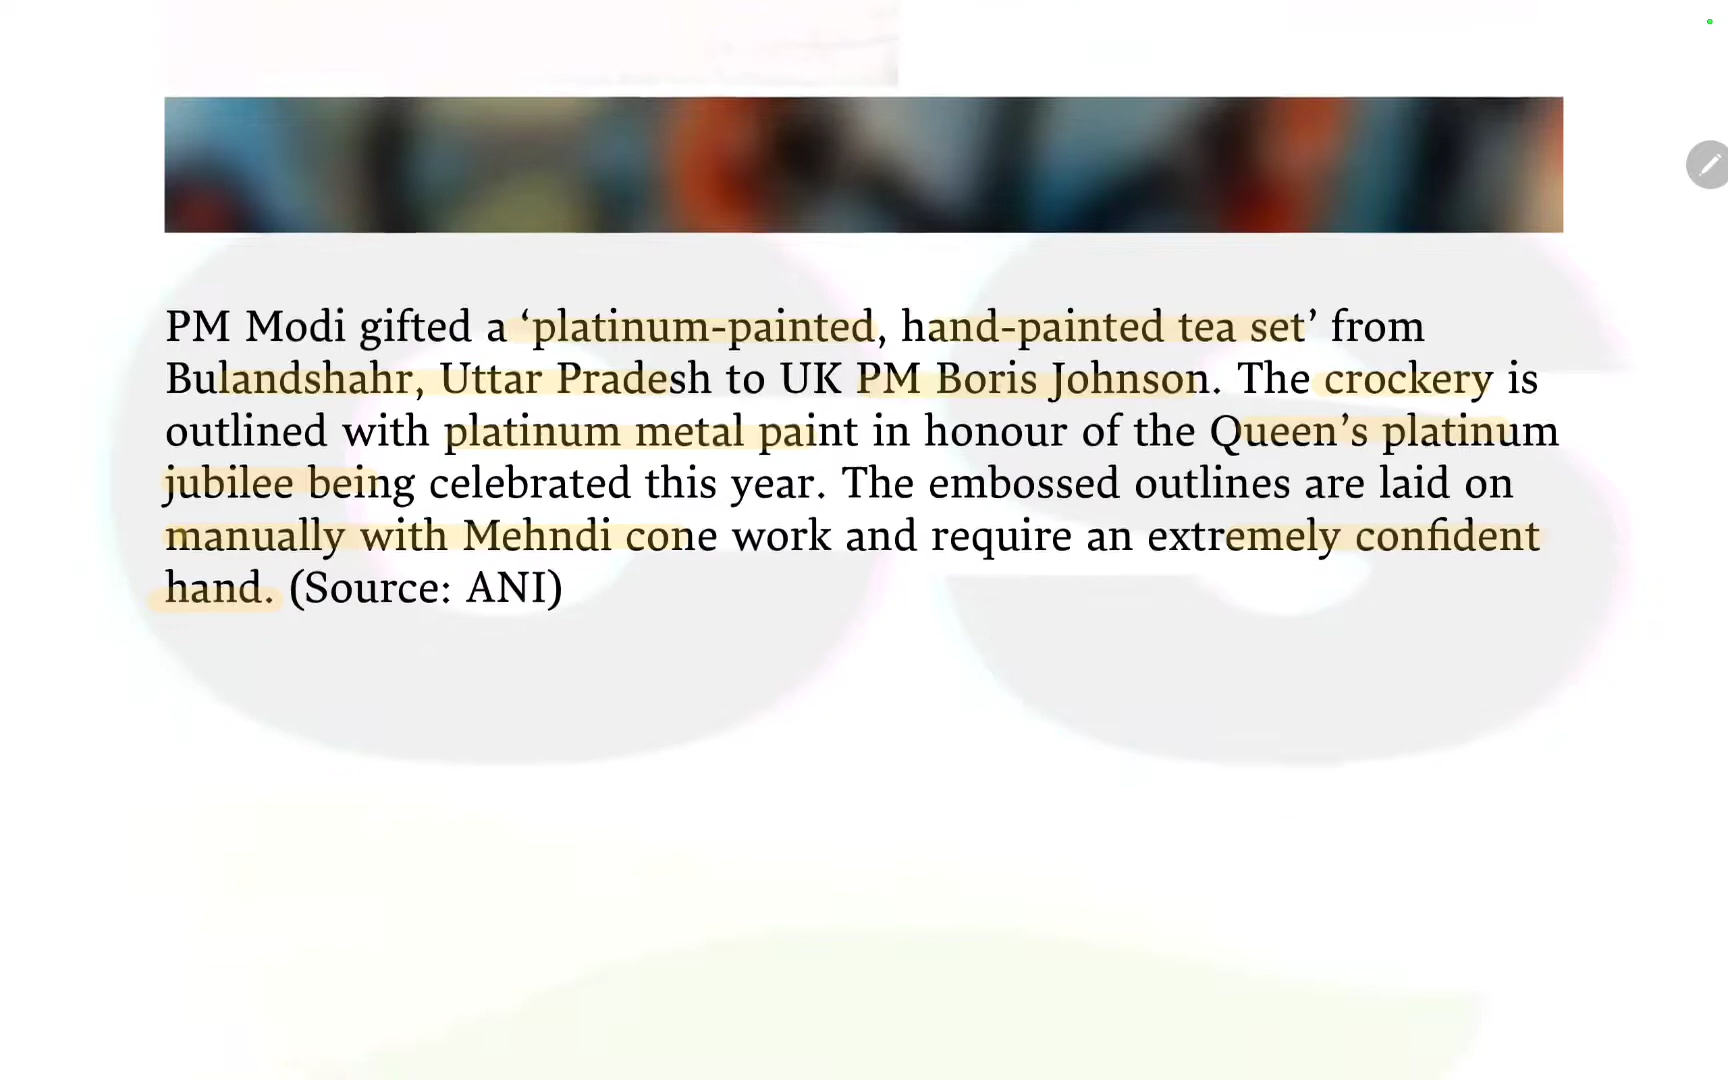 PM Modi gifted a ‘platinum-painted, hand-painted tea set’ from
Bulandshahr, Uttar Pradesh to UK PM Boris Johnson. The crockery is
outlined with platinum metal paint in honour of the Queen’s platinum
jubilee being celebrated this year. The embossed outlines are laid on
manually with Mehndi cone work and require an extremely confident
hand. (Source: ANI)